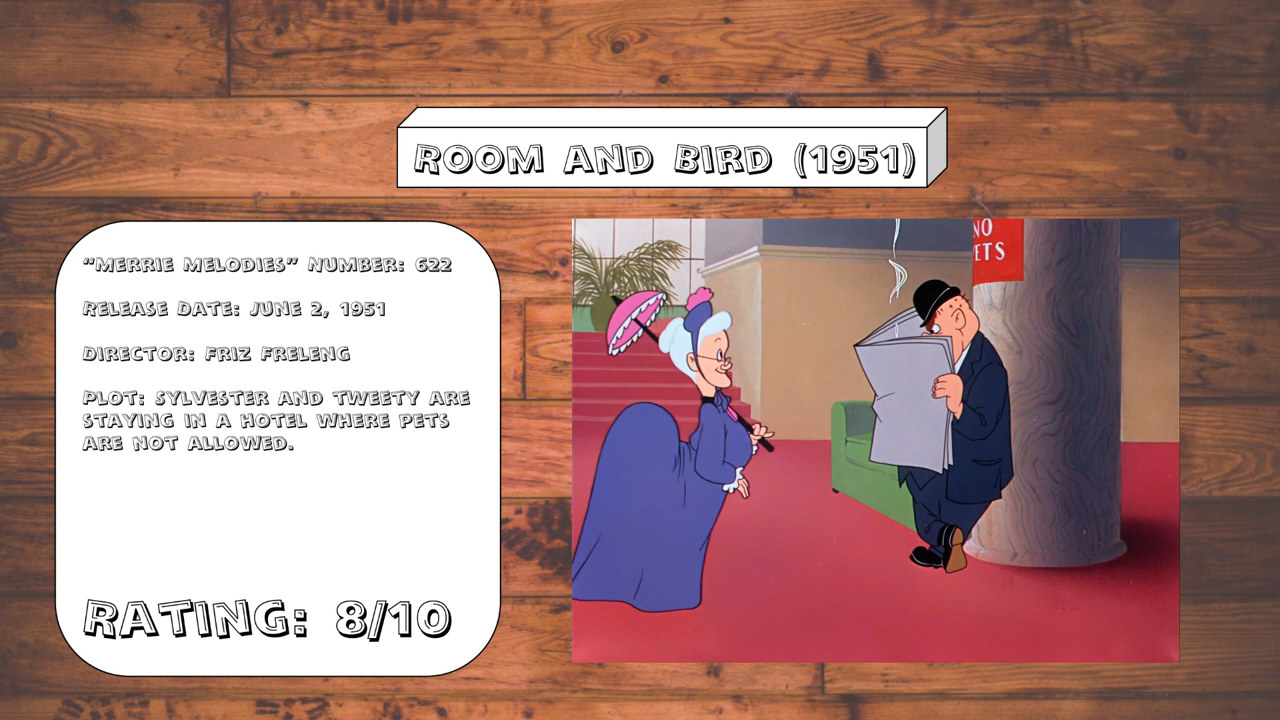 ROOM AND BIRD (1951)
"MERRIE MELODIES" NUMBER: 622
RELEASE DATE: JUNE 2, 1951
DIRECTOR: FRIZ FRELENG
PLOT: SYLVESTER AND TWEETY ARE
STAYING IN A HOTEL WHERE PETS
ARE NOT ALLOWED.
RATING: 8/10
NO
ETS